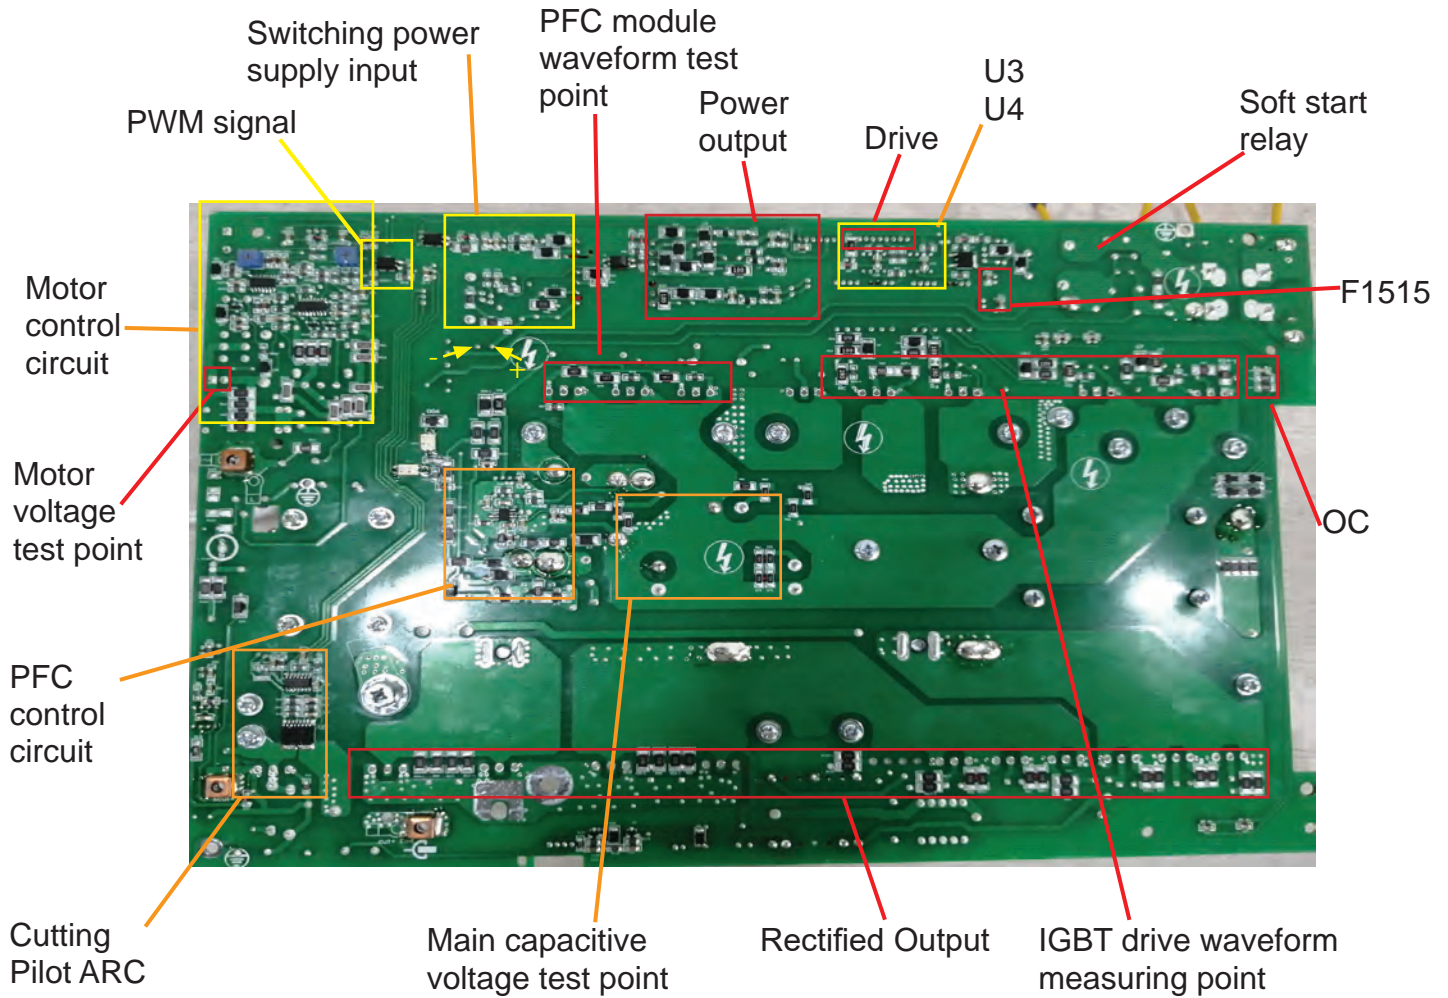 Switching power
supply input
PFC module
waveform test
point
Power
output
Drive
U3
U4
Soft start
relay
PWM signal
Motor
control
circuit
F1515
-
+
Motor
voltage
test point
OC
PFC
control
circuit
Cutting
Pilot ARC
Main capacitive
voltage test point
Rectified Output
IGBT drive waveform
measuring point